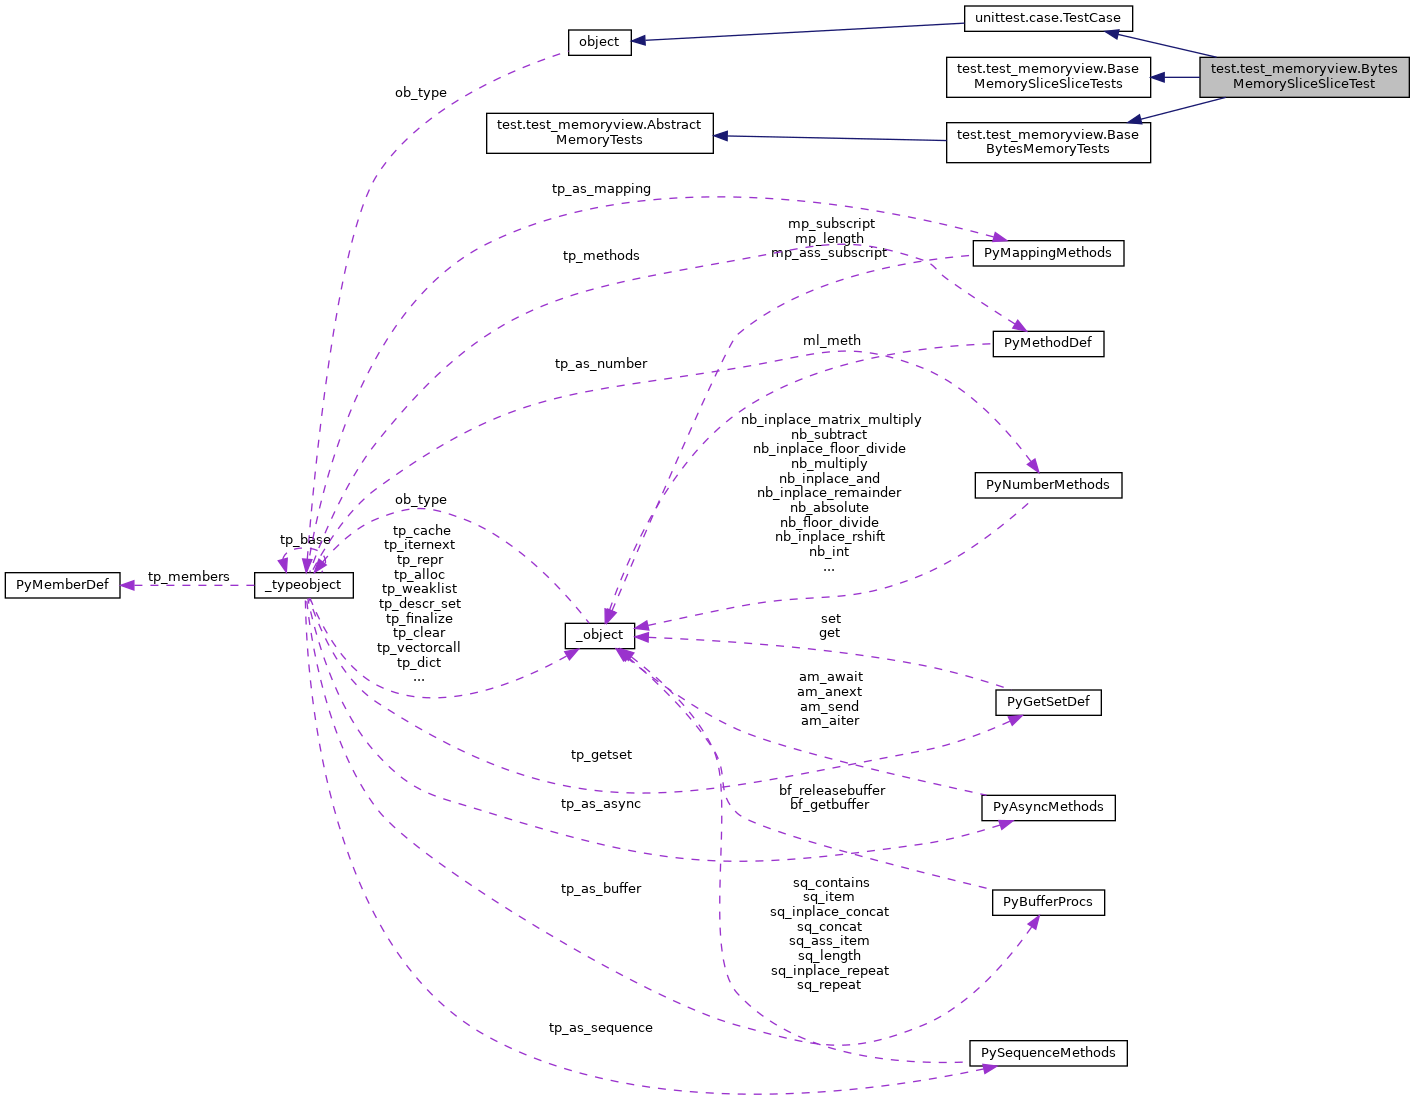 unittest.case.TestCase
object
test.test_memoryview.Base
MemorySliceSliceTests
test.test_memoryview.Bytes
MemorySliceSliceTest
ob_type
test.test_memoryview.Abstract
MemoryTests
test.test_memoryview.Base
BytesMemoryTests
tp_as_mapping
mp_subscript
mp_length
mp_ass_subscript
tp_methods
PyMappingMethods
ml_meth
PyMethodDef
tp_as_number
nb_inplace_matrix_multiply
nb_subtract
nb_inplace_floor_divide
nb_multiply
nb_inplace_and
nb_inplace_remainder
nb_absolute
nb_floor_divide
nb_inplace_rshift
nb_int
...
PyNumberMethods
ob_type
tp_cache
tp_iternext
tp_repr
tp_alloc
tp_weaklist
tp_descr_set
tp_finalize
tp_clear
tp_vectorcall
tp_dict
...
tp_base
PyMemberDef
tp_members
_typeobject
_object
set
get
am_await
am_anext
am_send
am_aiter
PyGetSetDef
tp_getset
tp_as_async
bf_releasebuffer
bf_getbuffer
PyAsyncMethods
tp_as_buffer
sq_contains
sq_item
sq_inplace_concat
sq_concat
sq_ass_item
sq_length
sq_inplace_repeat
sq_repeat
PyBufferProcs
tp_as_sequence
PySequenceMethods